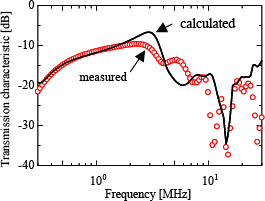 0
calculated
-10
-20
measured
-30
-40
10⁰
10¹
Transmission characteristic [dB]
Frequency [MHz]